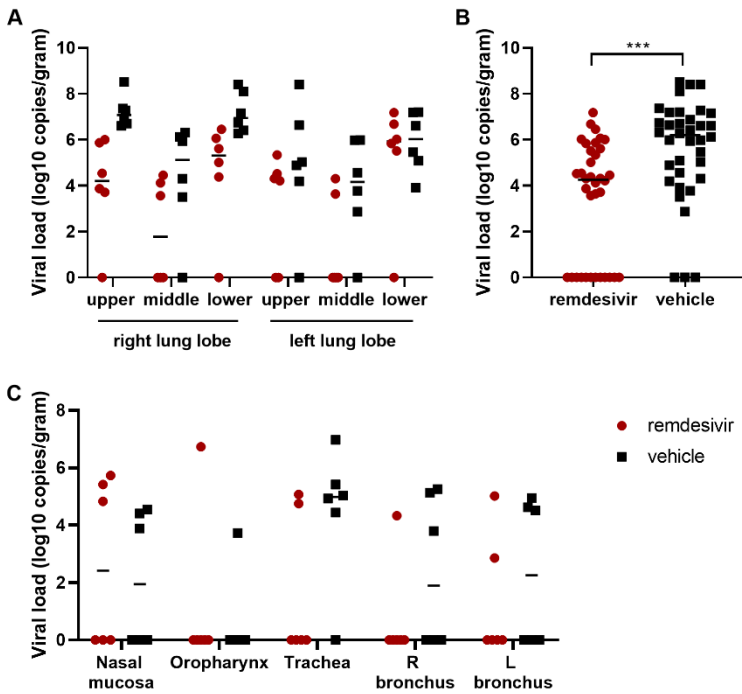 A
Viral load (log10 copies/gram)
10
8
6
4
2
0
upper middle lower upper middle lower
right lung lobe left lung lobe
B
Viral load (log10 copies/gram)
10
8
6
4
2
0
***
remdesivir vehicle
C
Viral load (log10 copies/gram)
8
6
4
2
0
Nasal mucosa
Oropharynx
Trachea
R bronchus
L bronchus
remdesivir
vehicle